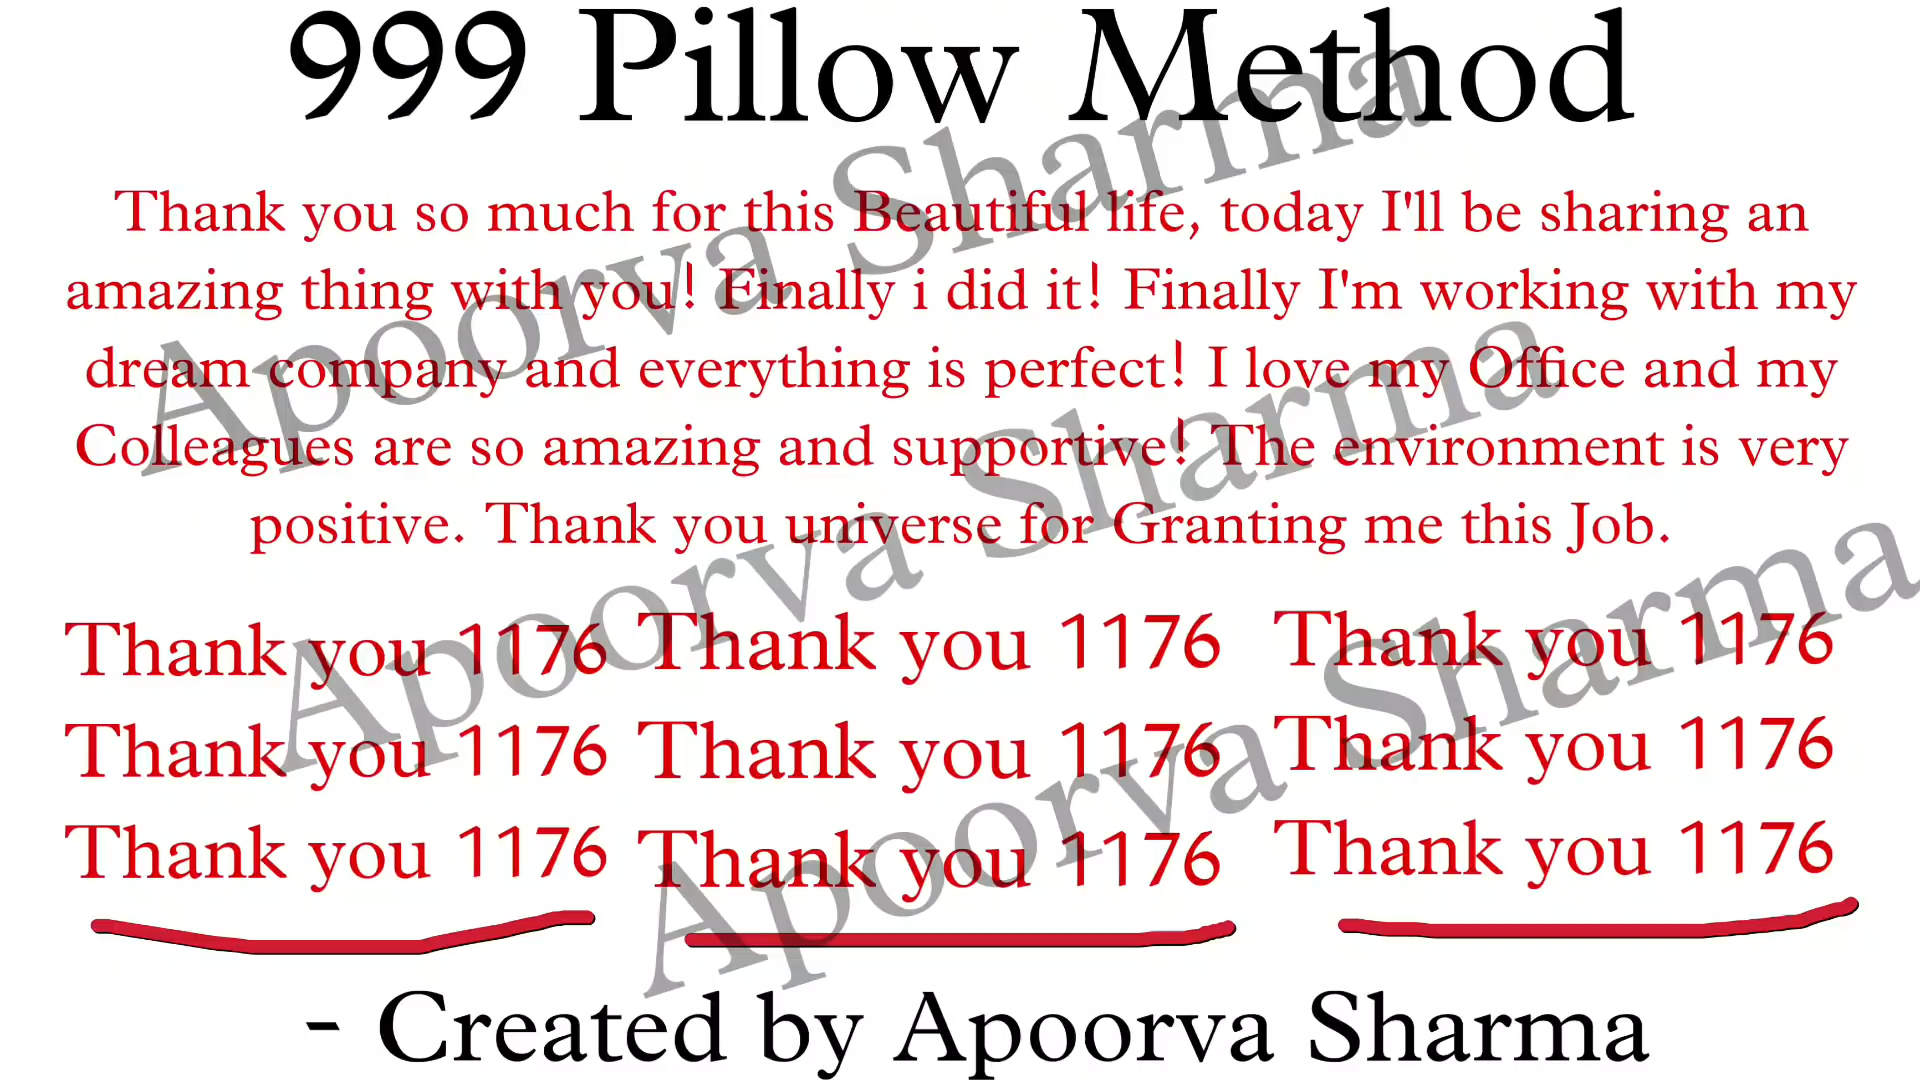 999 Pillow Method
Thank you so much for this Beautiful life, today I'll be sharing an
amazing thing with you! Finally i did it! Finally I'm working with my
dream company and everything is perfect! I love my Office and my
Colleagues are so amazing and supportive! The environment is very
positive. Thank you universe for Granting me this Job.
Thank you 1176 Thank you 1176 Thank you 1176
Thank you 1176 Thank you 1176 Thank you 1176
Thank you 1176 Thank you 1176 Thank you 1176
- Created by Apoorva Sharma
Apoorva Sharma
Apoorva Sharma
Apoorva Sharma